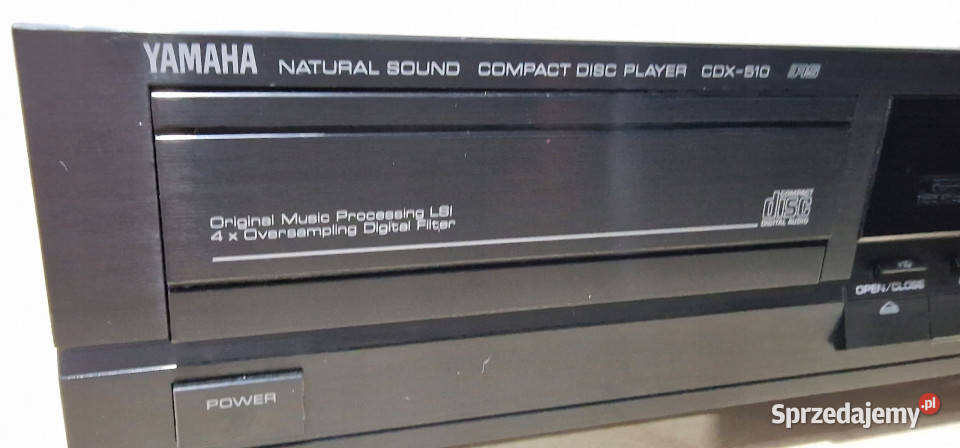 YAMAHA NATURAL SOUND COMPACT DISC PLAYER CDX-510 RS
Original Music Processing LSI
4 x Oversampling Digital Filter
COMPACT
disc
DIGITAL AUDIO
OPEN/CLOSE
POWER
Sprzedajemy.pl